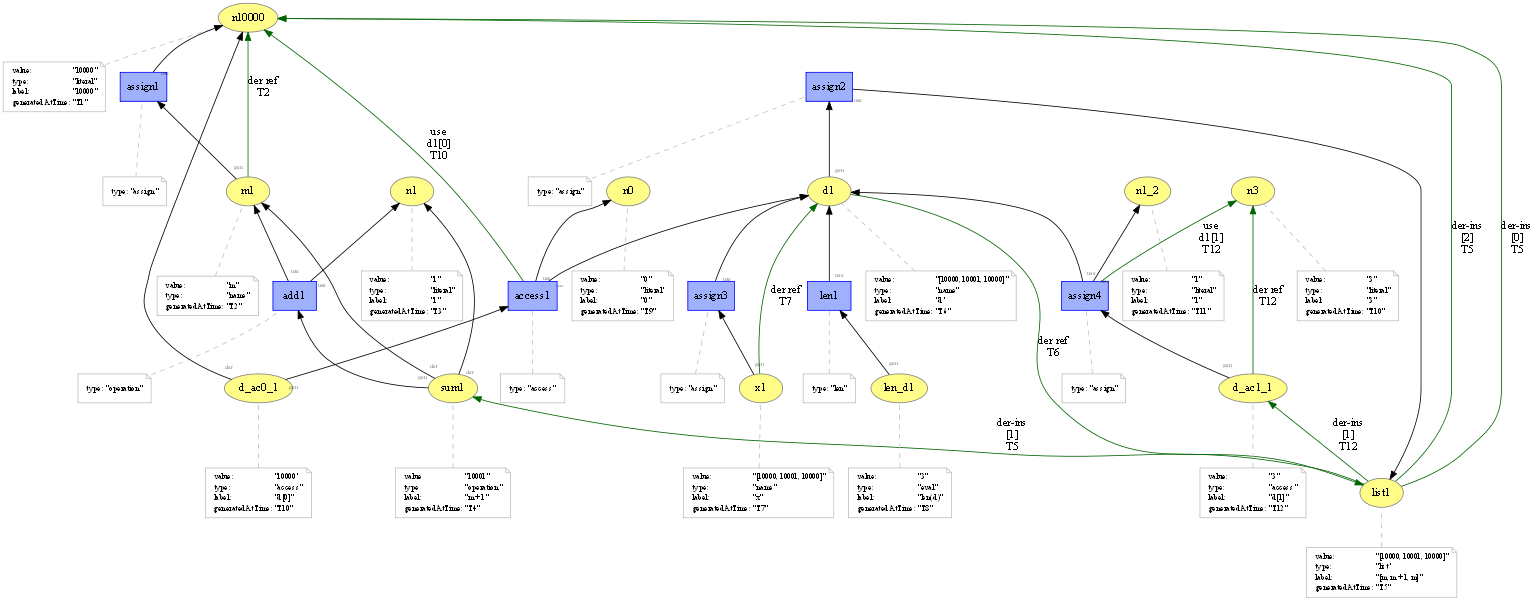 n10000
value: "10000"
type: "literal"
label: "10000"
generatedAtTime: "T1"
assign1
der ref
T2
use
d1[0]
T10
assign2
type: "assign"
m1
n1
type: "assign"
n0
d1
n1_2
n3
der-ins
[2]
T5
der-ins
[0]
T5
use
d1[1]
T12
value: "m"
type: "name"
generatedAtTime: "T2"
add1
value: "1"
type: "literal"
label: "1"
generatedAtTime: "T3"
access1
value: "0"
type: "literal"
label: "0"
generatedAtTime: "T9"
assign3
der ref
T7
len1
value: "[10000, 10001, 10000]"
type: "name"
label: "d"
generatedAtTime: "T6"
assign4
value: "1"
type: "literal"
label: "1"
generatedAtTime: "T11"
der ref
T12
value: "3"
type: "literal"
label: "3"
generatedAtTime: "T10"
der ref
T6
type: "operation"
d_ac0_1
sum1
type: "access"
type: "assign"
x1
type: "len"
len_d1
type: "assign"
d_ac1_1
der-ins
[1]
T5
der-ins
[1]
T12
value: "10000"
type: "access"
label: "d[0]"
generatedAtTime: "T10"
value: "10001"
type: "operation"
label: "m+1"
generatedAtTime: "T4"
value: "[10000, 10001, 10000]"
type: "name"
label: "x"
generatedAtTime: "T7"
value: "3"
type: "eval"
label: "len(d)"
generatedAtTime: "T8"
value: "3"
type: "access"
label: "d[1]"
generatedAtTime: "T12"
list1
value: "[10000, 10001, 10000]"
type: "list"
label: "[m, m+1, m]"
generatedAtTime: "T5"